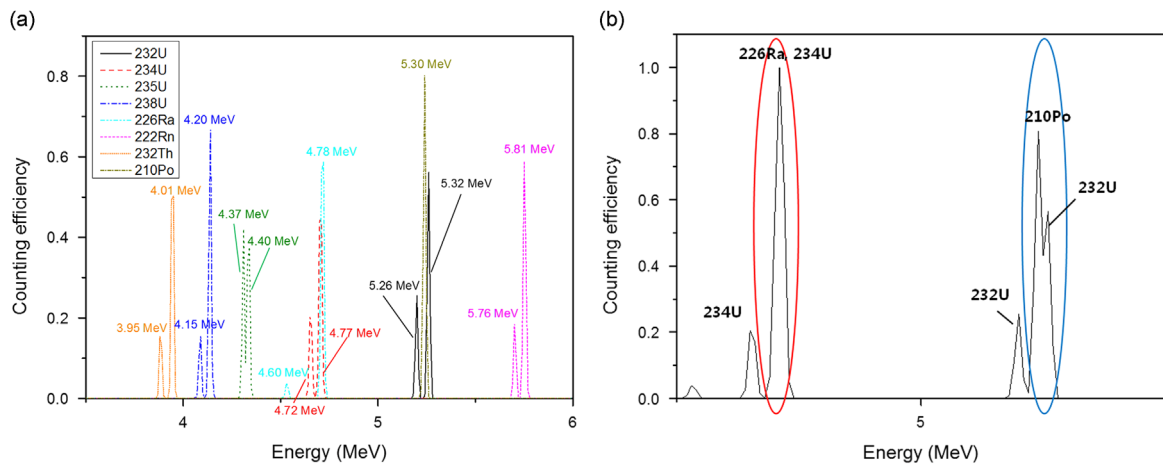 (a)
(b)
232U
234U
235U
238U
226Ra
222Rn
232Th
210Po
Counting efficiency
0.8
0.6
0.4
0.2
0.0
4
5
6
Energy (MeV)
5.30 MeV
4.20 MeV
4.78 MeV
5.81 MeV
4.01 MeV
5.32 MeV
4.37 MeV
4.40 MeV
5.26 MeV
3.95 MeV
4.15 MeV
4.77 MeV
5.76 MeV
4.60 MeV
4.72 MeV
Counting efficiency
1.0
0.8
0.6
0.4
0.2
0.0
5
Energy (MeV)
226Ra, 234U
210Po
232U
234U
232U